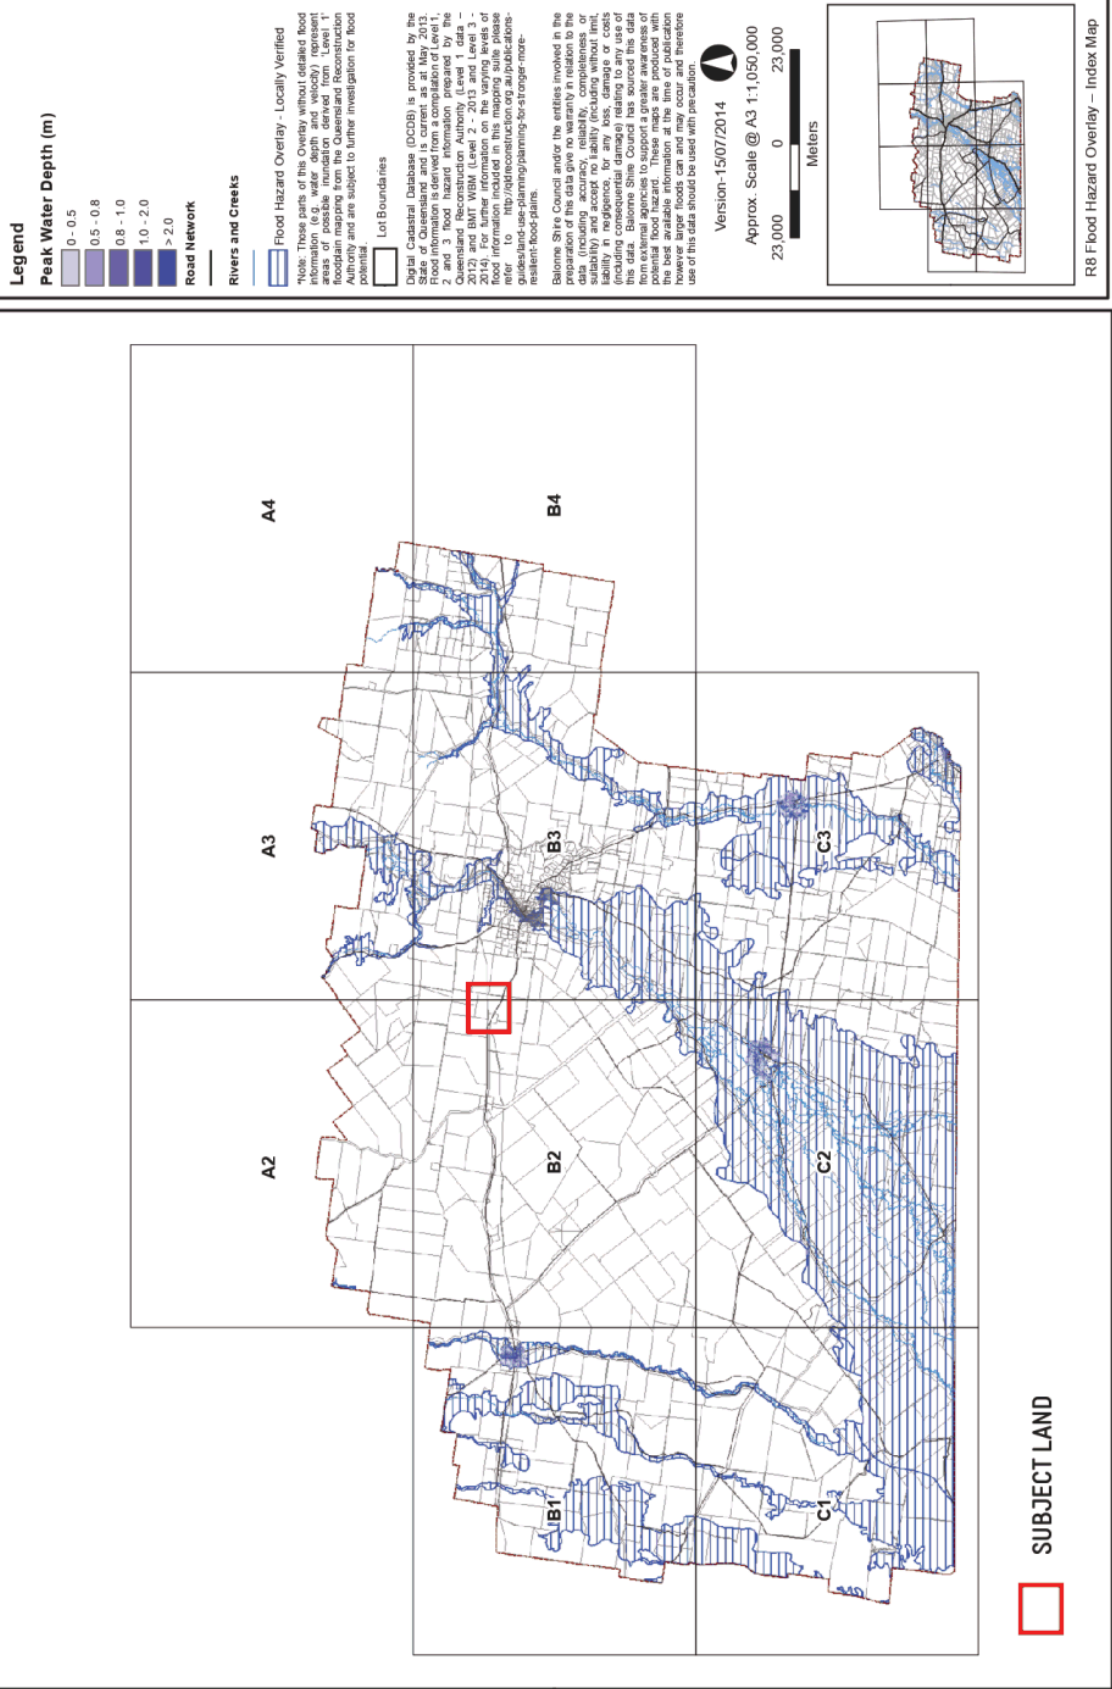 Legend
Peak Water Depth (m)
0 - 0.5
0.5 - 0.8
0.8 - 1.0
1.0 - 2.0
> 2.0
Road Network
Rivers and Creeks
Flood Hazard Overlay - Locally Verified
*Note: Those parts of this Overlay without detailed flood
information (e.g. water depth and velocity) represent
areas of possible inundation derived from 'Level 1'
floodplain mapping from the Queensland Reconstruction
Authority and are subject to further investigation for flood
potential.
Lot Boundaries
Digital Cadastral Database (DCDB) is provided by the
State of Queensland and is current as at May 2013.
Flood information is derived from a compilation of Level 1,
2 and 3 flood hazard information prepared by the
Queensland Reconstruction Authority (Level 1 data –
2012) and BMT WBM (Level 2 - 2013 and Level 3 -
2014). For further information on the varying levels of
flood information included in this mapping suite please
refer to http://qldreconstruction.org.au/publications-
guides/land-use-planning/planning-for-stronger-more-
resilient-flood-plains.
Balonne Shire Council and/or the entities involved in the
preparation of this data give no warranty in relation to the
data (including accuracy, reliability, completeness or
suitability) and accept no liability (including without limit,
liability in negligence, for any loss, damage or costs
(including consequential damage) relating to any use of
this data. Balonne Shire Council has sourced this data
from external agencies to support a greater awareness of
potential flood hazard. These maps are produced with
the best available information at the time of publication
however larger floods can and may occur and therefore
use of this data should be used with precaution.
Version-15/07/2014
Approx. Scale @ A3 1:1,050,000
23,000 0 23,000
Meters
R8 Flood Hazard Overlay – Index Map
A2 A3 A4
B1 B2 B3 B4
C1 C2 C3
SUBJECT LAND